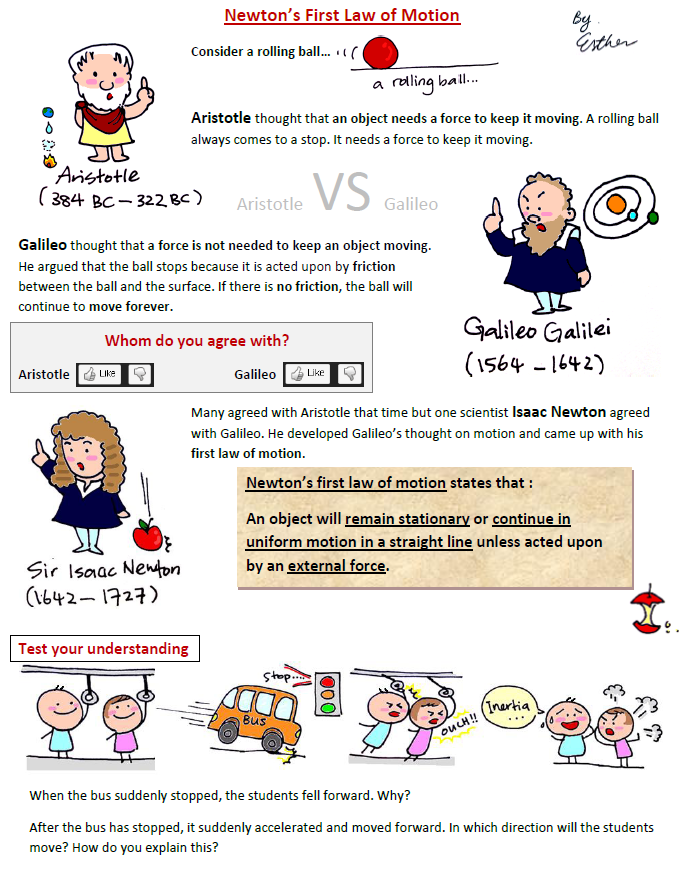 Newton's First Law of Motion
By
Esther
Consider a rolling ball...
a rolling ball...
Aristotle thought that an object needs a force to keep it moving. A rolling ball
always comes to a stop. It needs a force to keep it moving.
Aristotle
(384 BC – 322 BC)
Aristotle VS Galileo
Galileo thought that a force is not needed to keep an object moving.
He argued that the ball stops because it is acted upon by friction
between the ball and the surface. If there is no friction, the ball will
continue to move forever.
Galileo Galilei
(1564 – 1642)
Whom do you agree with?
Aristotle Like Galileo Like
Many agreed with Aristotle that time but one scientist Isaac Newton agreed
with Galileo. He developed Galileo's thought on motion and came up with his
first law of motion.
Newton's first law of motion states that :
An object will remain stationary or continue in
uniform motion in a straight line unless acted upon
by an external force.
Sir Isaac Newton
(1642 – 1727)
Test your understanding
Stop....
Bus
ouch!!
Inertia
...
When the bus suddenly stopped, the students fell forward. Why?
After the bus has stopped, it suddenly accelerated and moved forward. In which direction will the students
move? How do you explain this?